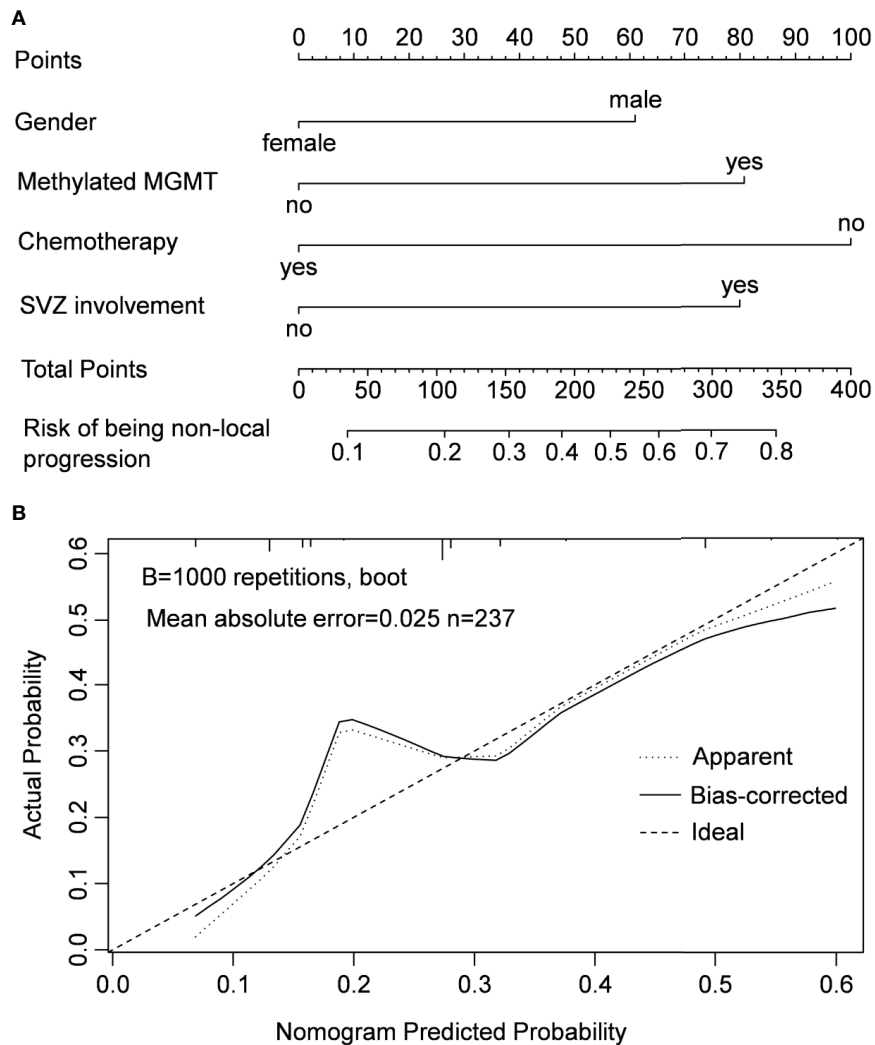 A
Points 0 10 20 30 40 50 60 70 80 90 100
Gender
male
female
Methylated MGMT
yes
no
Chemotherapy
no
yes
SVZ involvement
yes
no
Total Points
0 50 100 150 200 250 300 350 400
Risk of being non-local
progression
0.1 0.2 0.3 0.4 0.5 0.6 0.7 0.8
B
B=1000 repetitions, boot
Mean absolute error=0.025 n=237
Actual Probability
0.6
0.5
0.4
0.3
0.2
0.1
0.0
Apparent
Bias-corrected
Ideal
0.0 0.1 0.2 0.3 0.4 0.5 0.6
Nomogram Predicted Probability